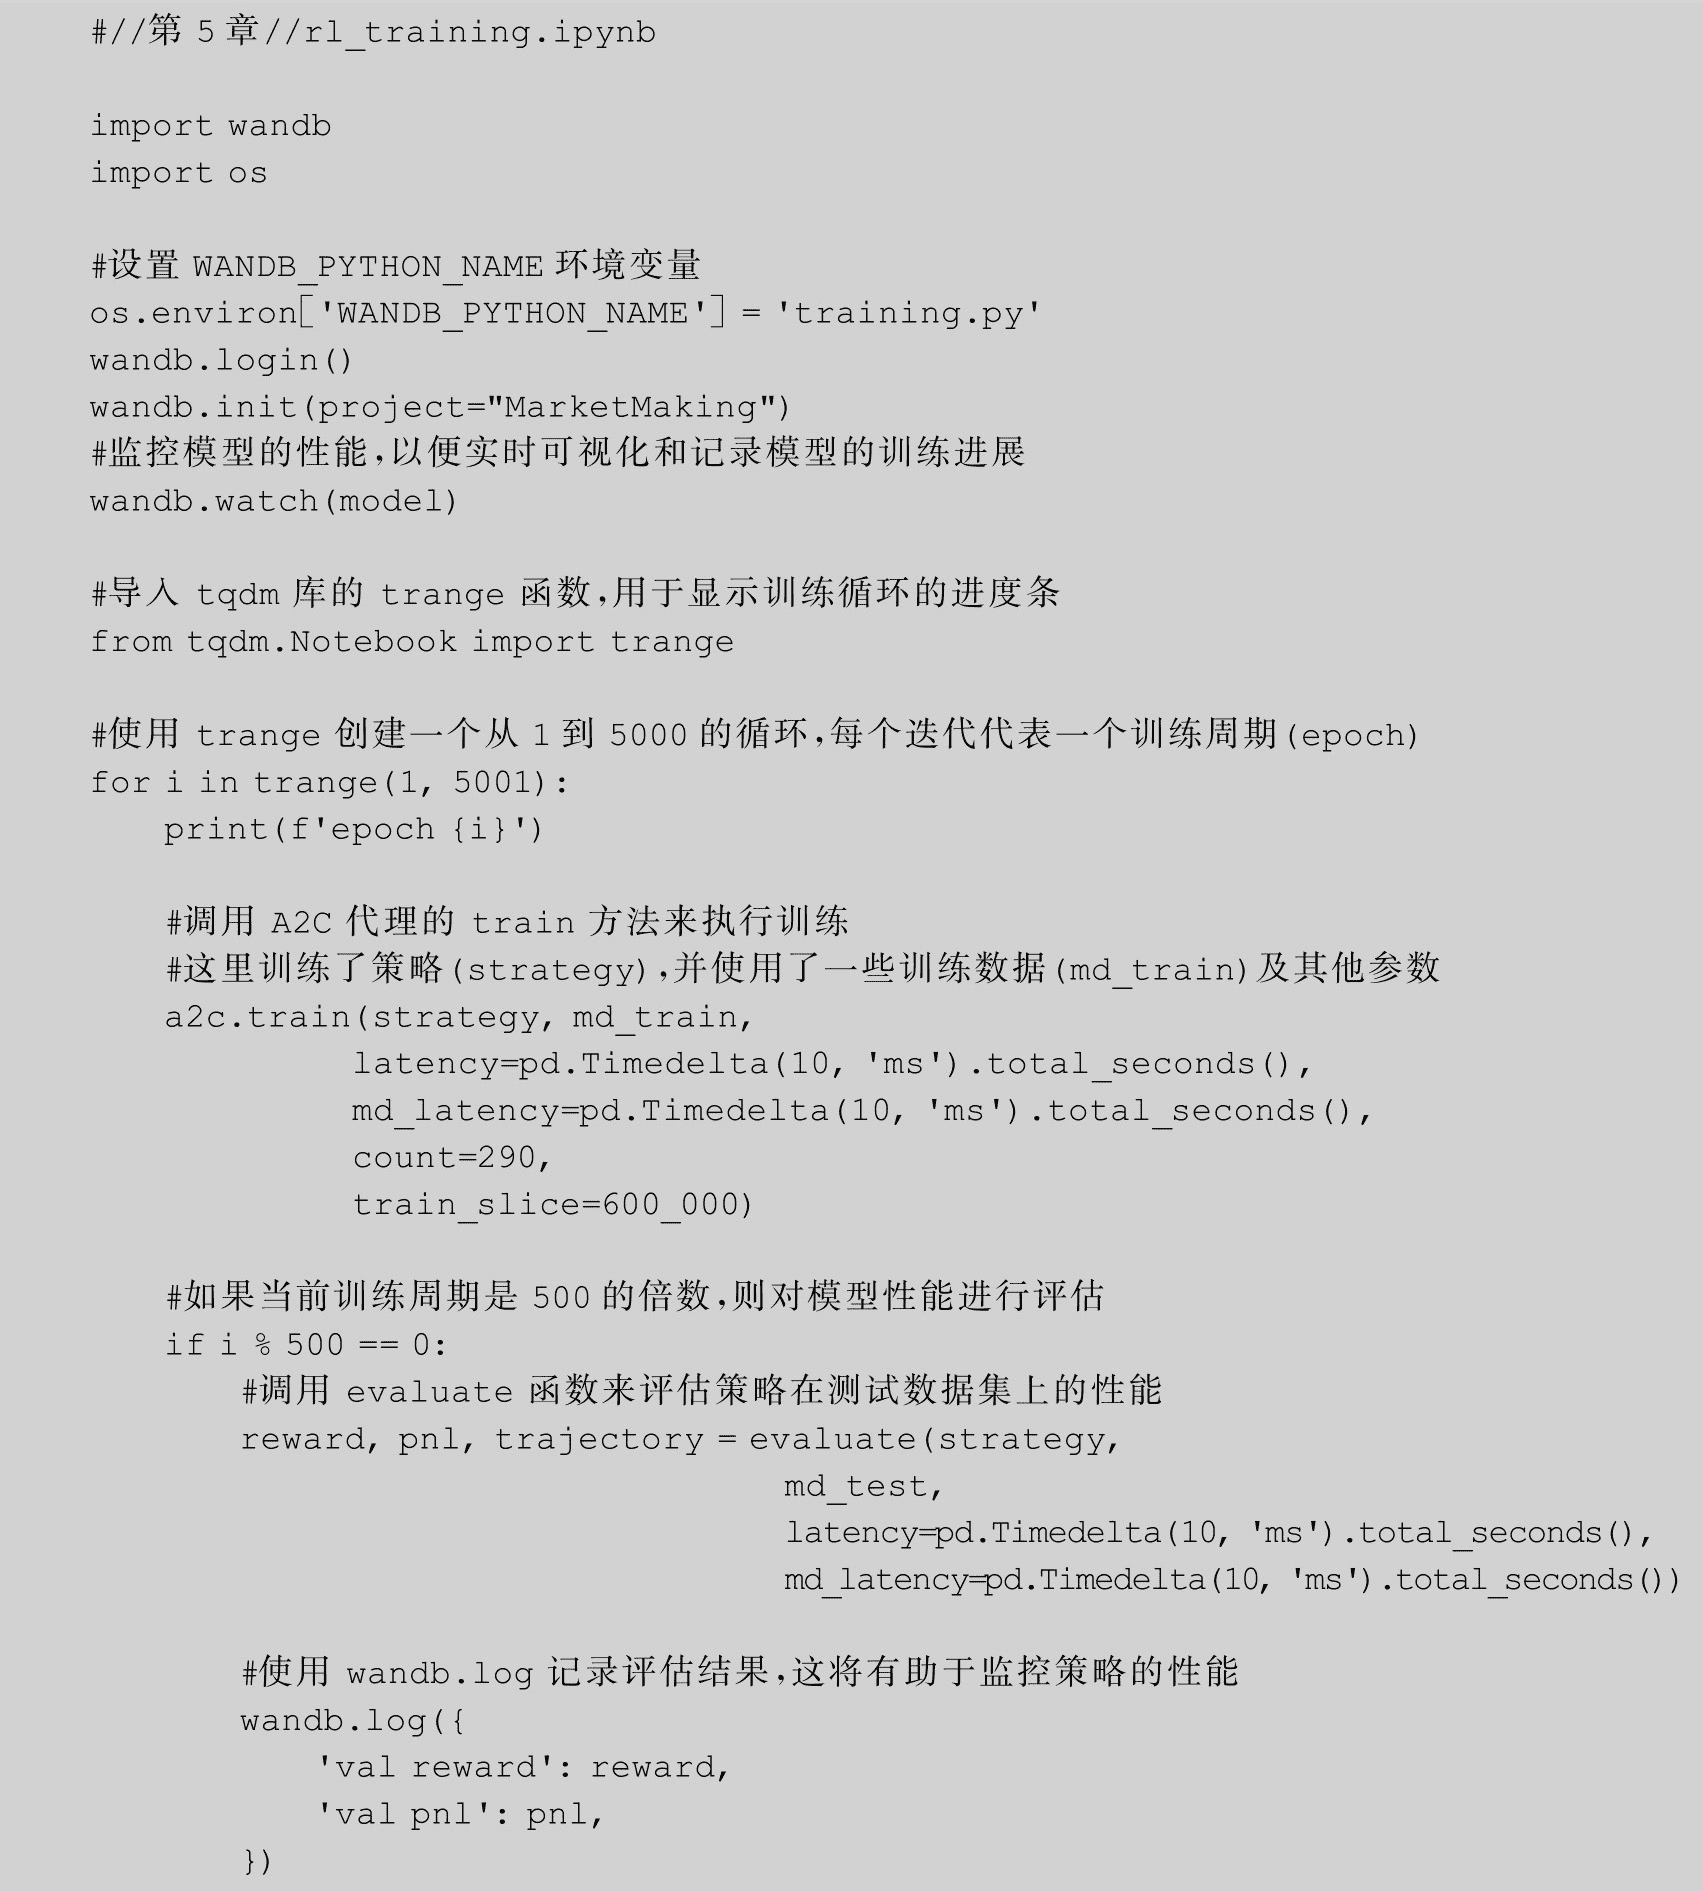 #//第 5 章//rl_training.ipynb
import wandb
import os
#设置 WANDB_PYTHON_NAME 环境变量
os.environ['WANDB_PYTHON_NAME'] = 'training.py'
wandb.login()
wandb.init(project="MarketMaking")
#监控模型的性能,以便实时可视化和记录模型的训练进展
wandb.watch(model)
#导入 tqdm 库的 trange 函数,用于显示训练循环的进度条
from tqdm.Notebook import trange
#使用 trange 创建一个从 1 到 5000 的循环,每个迭代代表一个训练周期(epoch)
for i in trange(1, 5001):
    print(f'epoch {i}')
    #调用 A2C 代理的 train 方法来执行训练
    #这里训练了策略(strategy),并使用了一些训练数据(md_train)及其他参数
    a2c.train(strategy, md_train,
              latency=pd.Timedelta(10, 'ms').total_seconds(),
              md_latency=pd.Timedelta(10, 'ms').total_seconds(),
              count=290,
              train_slice=600_000)
    #如果当前训练周期是 500 的倍数,则对模型性能进行评估
    if i % 500 == 0:
        #调用 evaluate 函数来评估策略在测试数据集上的性能
        reward, pnl, trajectory = evaluate(strategy,
                                           md_test,
                                           latency=pd.Timedelta(10, 'ms').total_seconds(),
                                           md_latency=pd.Timedelta(10, 'ms').total_seconds())
        #使用 wandb.log 记录评估结果,这将有助于监控策略的性能
        wandb.log({
            'val reward': reward,
            'val pnl': pnl,
        })